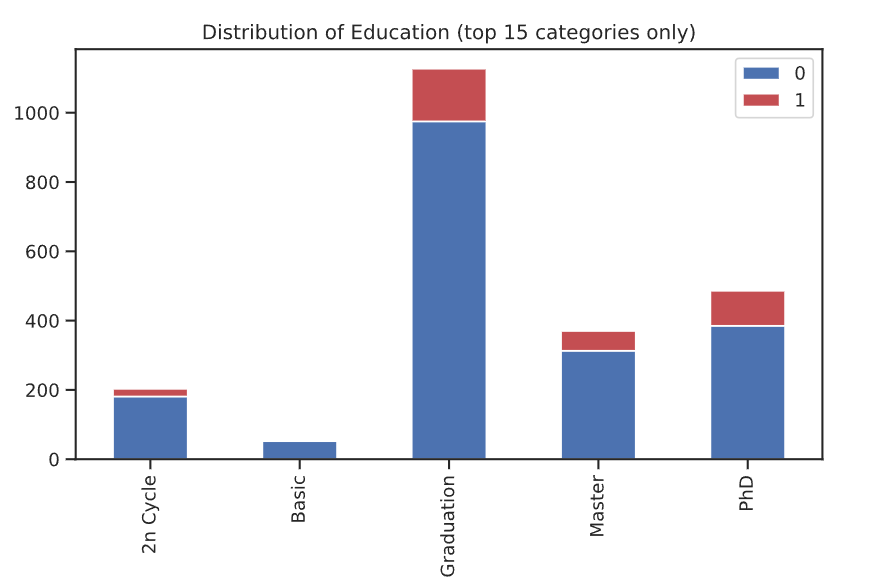 Distribution of Education (top 15 categories only)
0
1
1000
800
600
400
200
0
2n Cycle
Basic
Graduation
Master
PhD